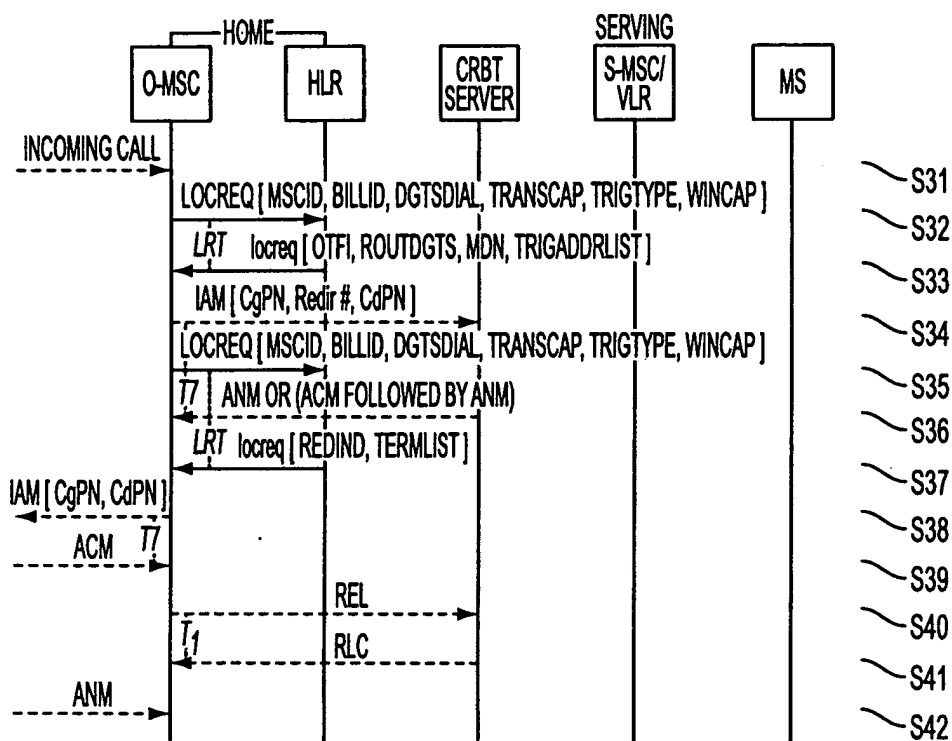 HOME
SERVING
O-MSC
HLR
CRBT
SERVER
S-MSC/
VLR
MS
INCOMING CALL
S31
LOCREQ [ MSCID, BILLID, DGTSDIAL, TRANSCAP, TRIGTYPE, WINCAP ]
S32
LRT
locreq [ OTFI, ROUTDGTS, MDN, TRIGADDRLIST ]
S33
IAM [ CgPN, Redir #, CdPN ]
S34
LOCREQ [ MSCID, BILLID, DGTSDIAL, TRANSCAP, TRIGTYPE, WINCAP ]
S35
T7
ANM OR (ACM FOLLOWED BY ANM)
S36
LRT
locreq [ REDIND, TERMLIST ]
S37
IAM [ CgPN, CdPN ]
S38
ACM
T7
S39
REL
S40
T1
RLC
S41
ANM
S42